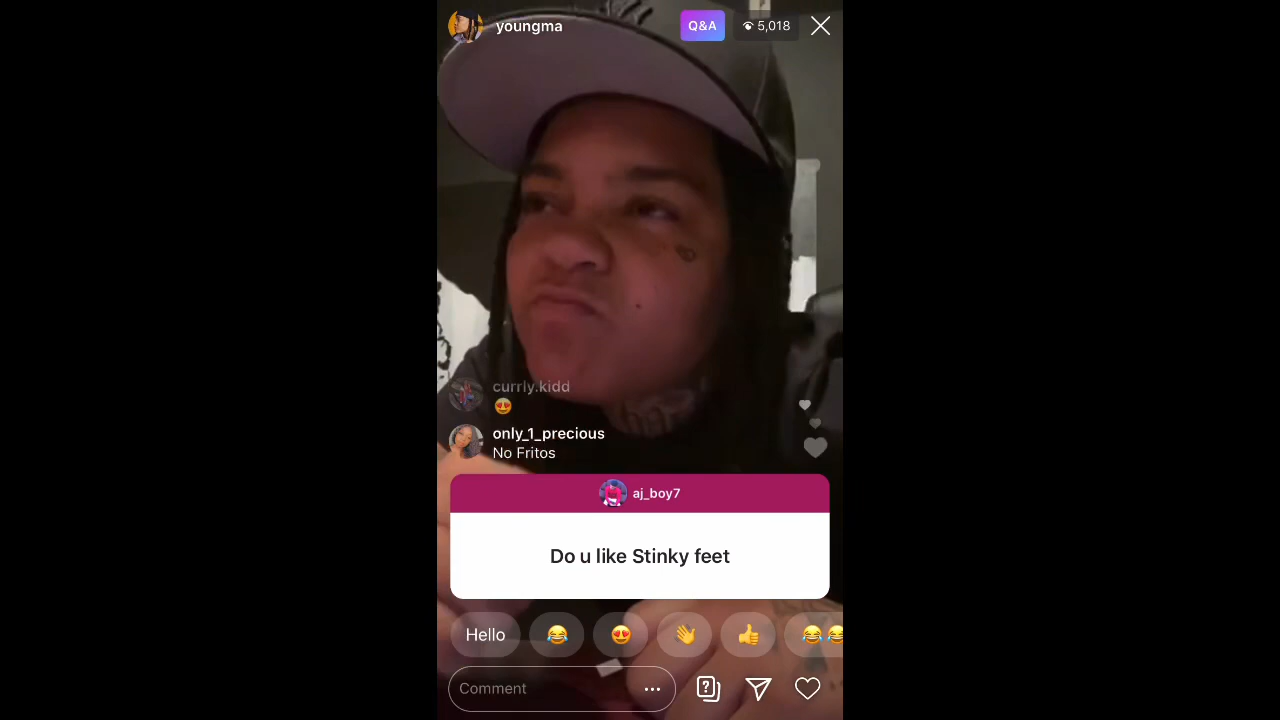 youngma
Q&A
5,018
currly.kidd
😍
only_1_precious
No Fritos
aj_boy7
Do u like Stinky feet
Hello 😂 😍 👋 👍 😂😂
Comment